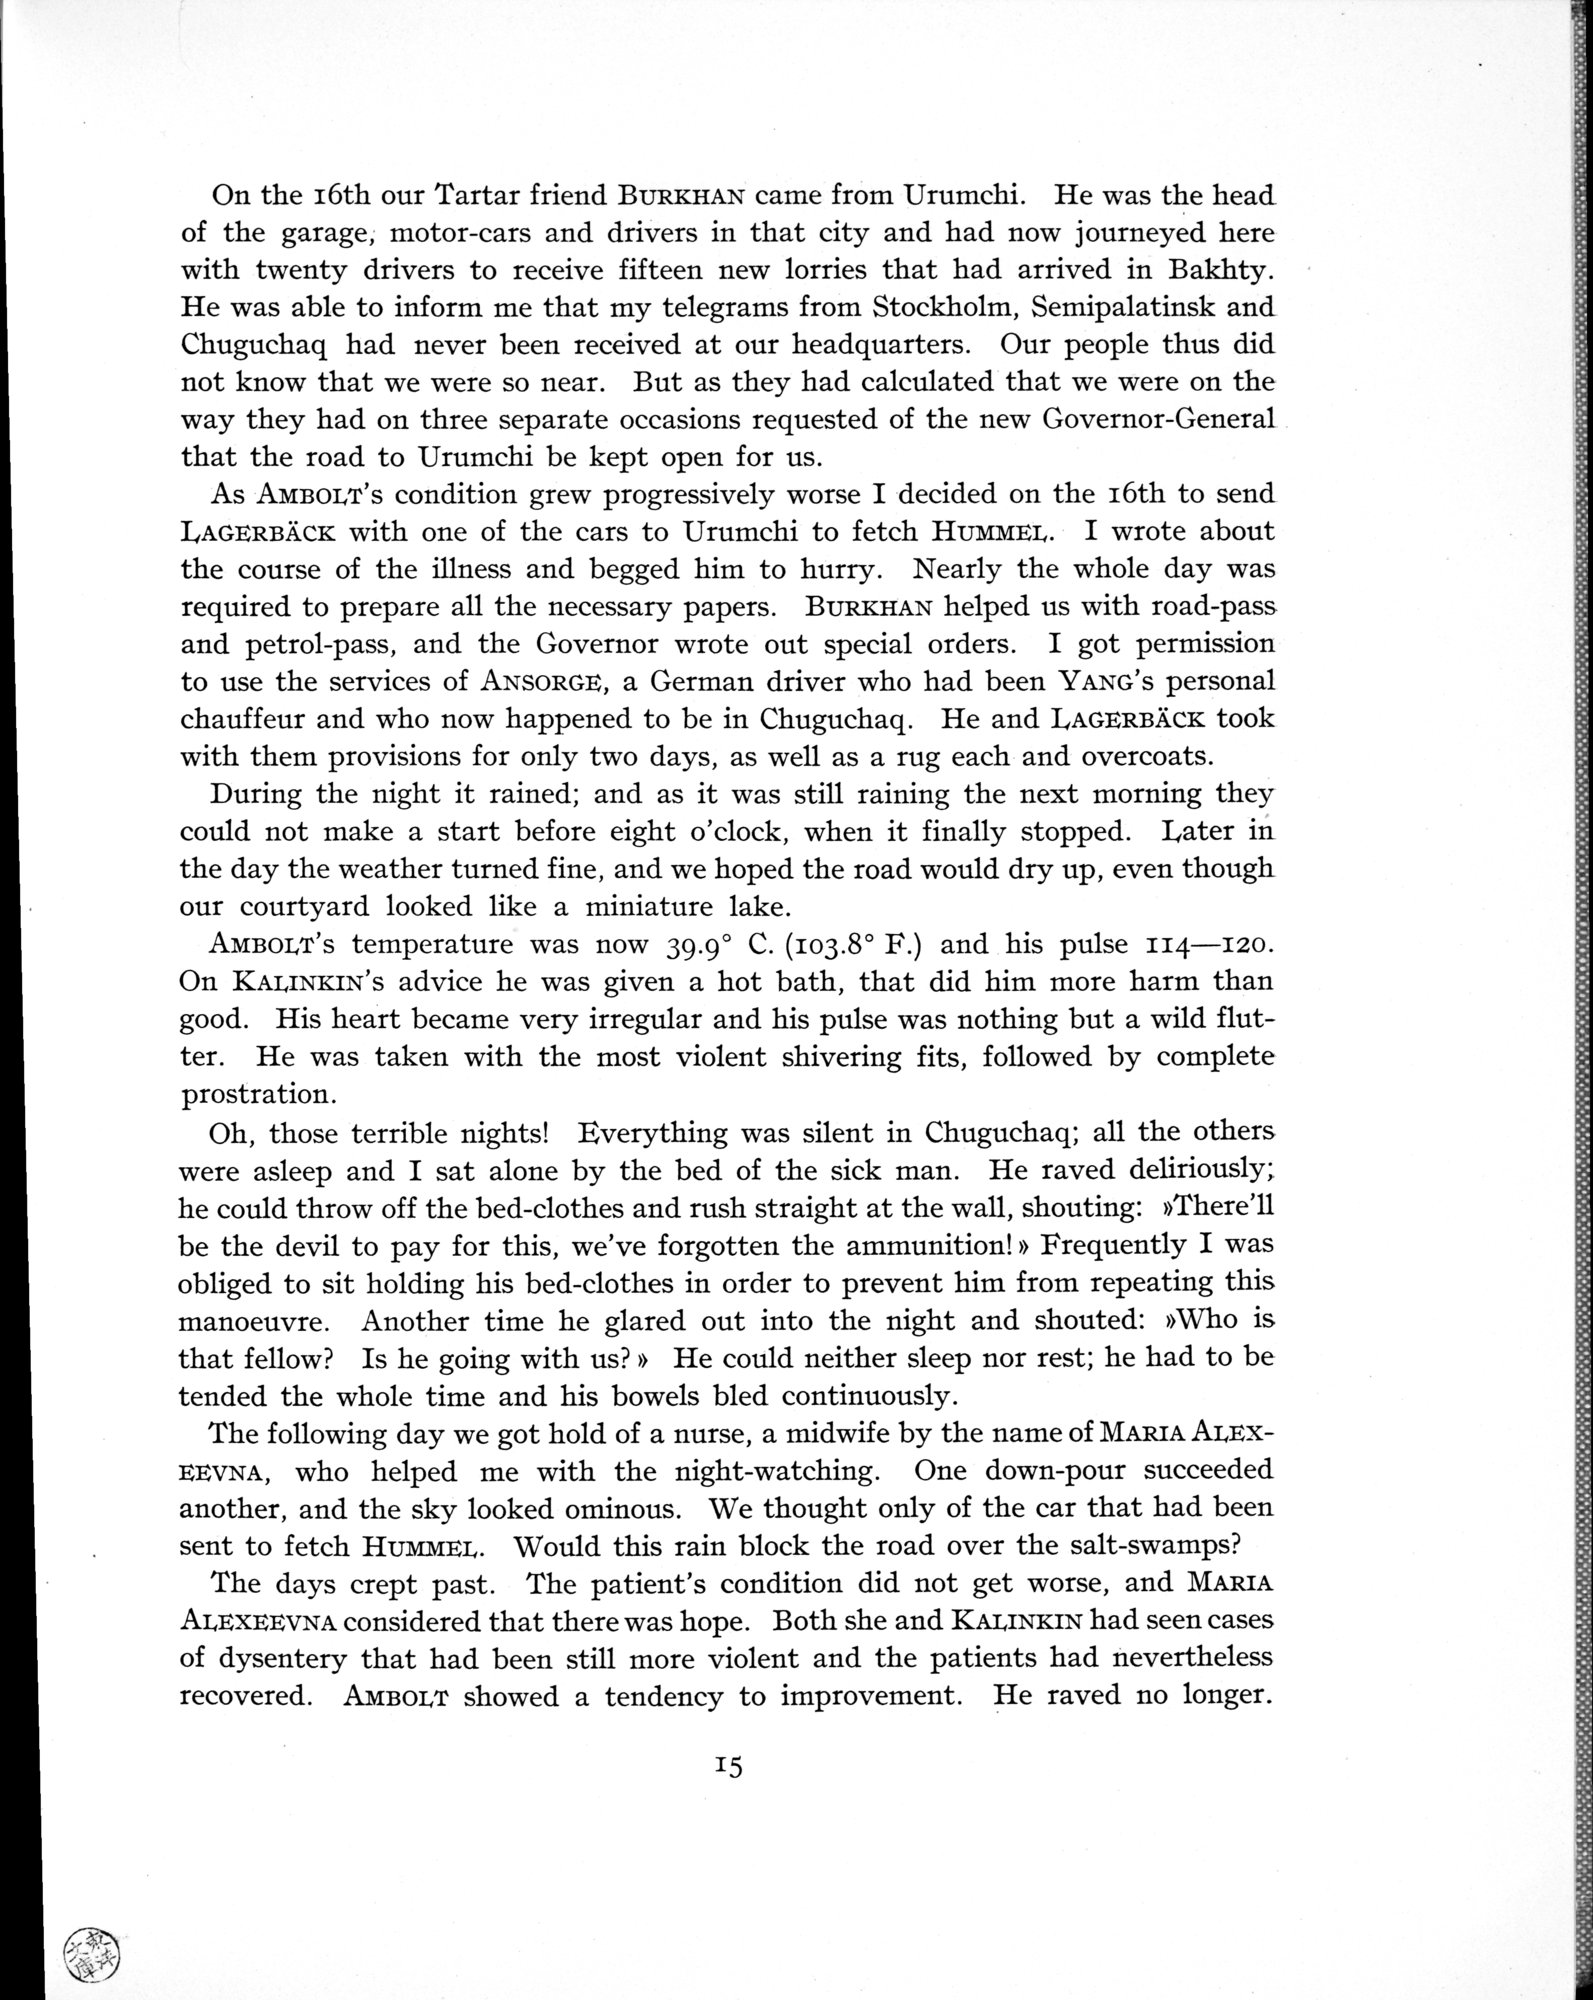 On the 16th our Tartar friend BURKHAN came from Urumchi. He was the head
of the garage, motor-cars and drivers in that city and had now journeyed here
with twenty drivers to receive fifteen new lorries that had arrived in Bakhty.
He was able to inform me that my telegrams from Stockholm, Semipalatinsk and
Chuguchaq had never been received at our headquarters. Our people thus did
not know that we were so near. But as they had calculated that we were on the
way they had on three separate occasions requested of the new Governor-General
that the road to Urumchi be kept open for us.
As AMBOLT's condition grew progressively worse I decided on the 16th to send
LAGERBÄCK with one of the cars to Urumchi to fetch HUMMEL. I wrote about
the course of the illness and begged him to hurry. Nearly the whole day was
required to prepare all the necessary papers. BURKHAN helped us with road-pass
and petrol-pass, and the Governor wrote out special orders. I got permission
to use the services of ANSORGE, a German driver who had been YANG's personal
chauffeur and who now happened to be in Chuguchaq. He and LAGERBÄCK took
with them provisions for only two days, as well as a rug each and overcoats.
During the night it rained; and as it was still raining the next morning they
could not make a start before eight o'clock, when it finally stopped. Later in
the day the weather turned fine, and we hoped the road would dry up, even though
our courtyard looked like a miniature lake.
AMBOLT's temperature was now 39.9° C. (103.8° F.) and his pulse 114—120.
On KALINKIN's advice he was given a hot bath, that did him more harm than
good. His heart became very irregular and his pulse was nothing but a wild flut-
ter. He was taken with the most violent shivering fits, followed by complete
prostration.
Oh, those terrible nights! Everything was silent in Chuguchaq; all the others
were asleep and I sat alone by the bed of the sick man. He raved deliriously;
he could throw off the bed-clothes and rush straight at the wall, shouting: »There'll
be the devil to pay for this, we've forgotten the ammunition!» Frequently I was
obliged to sit holding his bed-clothes in order to prevent him from repeating this
manoeuvre. Another time he glared out into the night and shouted: »Who is
that fellow? Is he going with us?» He could neither sleep nor rest; he had to be
tended the whole time and his bowels bled continuously.
The following day we got hold of a nurse, a midwife by the name of MARIA ALEX-
EEVNA, who helped me with the night-watching. One down-pour succeeded
another, and the sky looked ominous. We thought only of the car that had been
sent to fetch HUMMEL. Would this rain block the road over the salt-swamps?
The days crept past. The patient's condition did not get worse, and MARIA
ALEXEEVNA considered that there was hope. Both she and KALINKIN had seen cases
of dysentery that had been still more violent and the patients had nevertheless
recovered. AMBOLT showed a tendency to improvement. He raved no longer.
15
東洋文庫